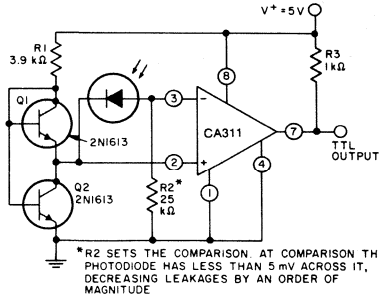 V+ = 5V
R1
3.9 kΩ
R3
1kΩ
Q1
8
3
CA311
2N1613
7
TTL
OUTPUT
2
4
Q2
2N1613
R2*
25
kΩ
1
*R2 SETS THE COMPARISON. AT COMPARISON TH
PHOTODIODE HAS LESS THAN 5 mV ACROSS IT,
DECREASING LEAKAGES BY AN ORDER OF
MAGNITUDE